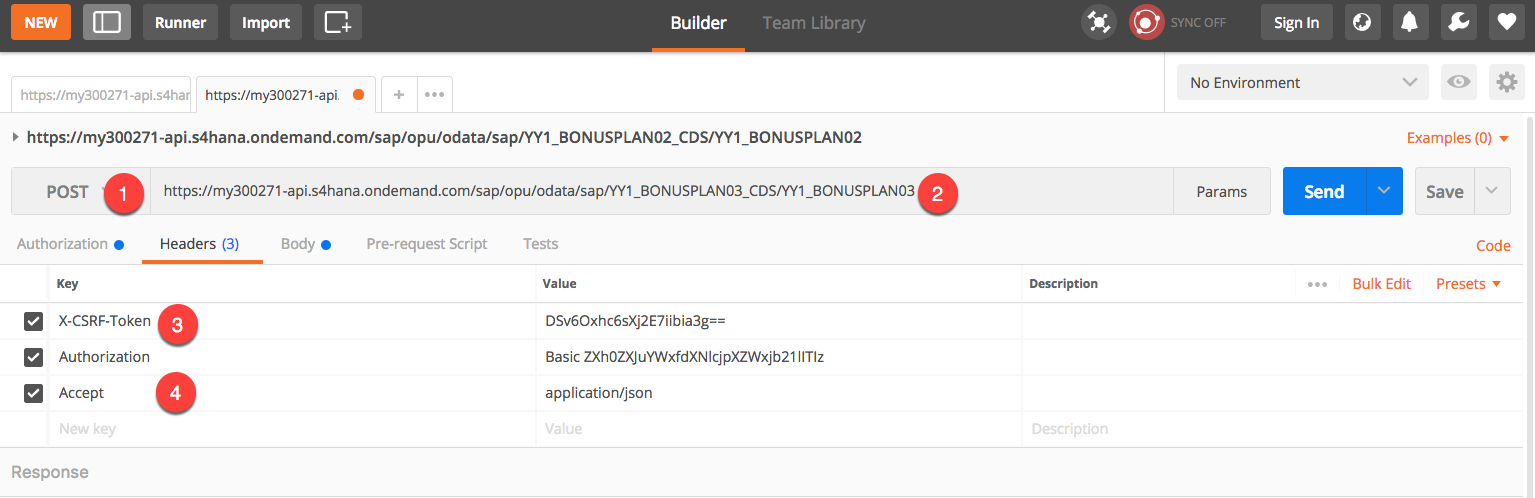 NEW Runner Import Builder Team Library SYNC OFF Sign In
https://my300271-api.s4har https://my300271-api. + ••• No Environment
https://my300271-api.s4hana.ondemand.com/sap/opu/odata/sap/YY1_BONUSPLAN02_CDS/YY1_BONUSPLAN02 Examples (0)
POST 1 https://my300271-api.s4hana.ondemand.com/sap/opu/odata/sap/YY1_BONUSPLAN03_CDS/YY1_BONUSPLAN03 2 Params Send Save
Authorization Headers (3) Body Pre-request Script Tests Code
Key Value Description ••• Bulk Edit Presets
X-CSRF-Token 3 DSv6Oxhc6sXj2E7iibia3g==
Authorization Basic ZXh0ZXJuYWxfdXNlcjpXZWxjb21lITIz
Accept 4 application/json
New key Value Description
Response